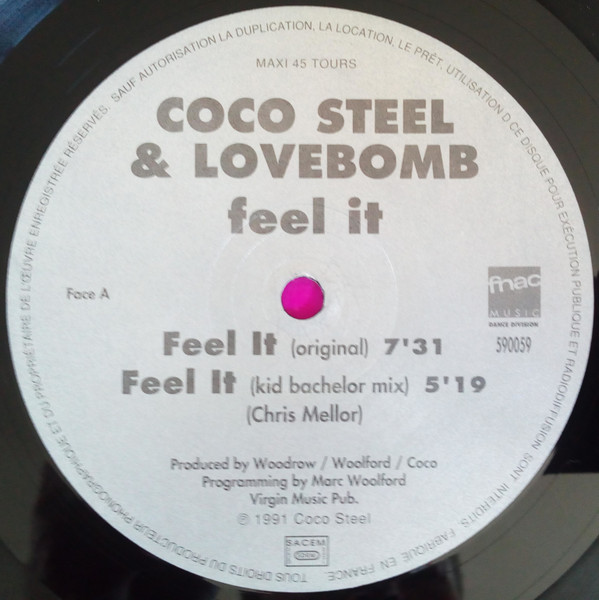 TOUS DROITS DU PRODUCTEUR PHONOGRAPHIQUE ET DU PROPRIÉTAIRE DE L'ŒUVRE ENREGISTRÉE RÉSERVÉS. SAUF AUTORISATION LA DUPLICATION, LA LOCATION, LE PRÊT, UTILISATION D CE DISQUE POUR EXÉCUTION PUBLIQUE ET RADIODIFFUSION SONT INTERDITS. FABRIQUÉ EN FRANCE
MAXI 45 TOURS
COCO STEEL
& LOVEBOMB
feel it
Face A
fnac
MUSIC
DANCE DIVISION
590059
Feel It (original) 7'31
Feel It (kid bachelor mix) 5'19
(Chris Mellor)
Produced by Woodrow / Woolford / Coco
Programming by Marc Woolford
Virgin Music Pub.
℗ 1991 Coco Steel
SACEM